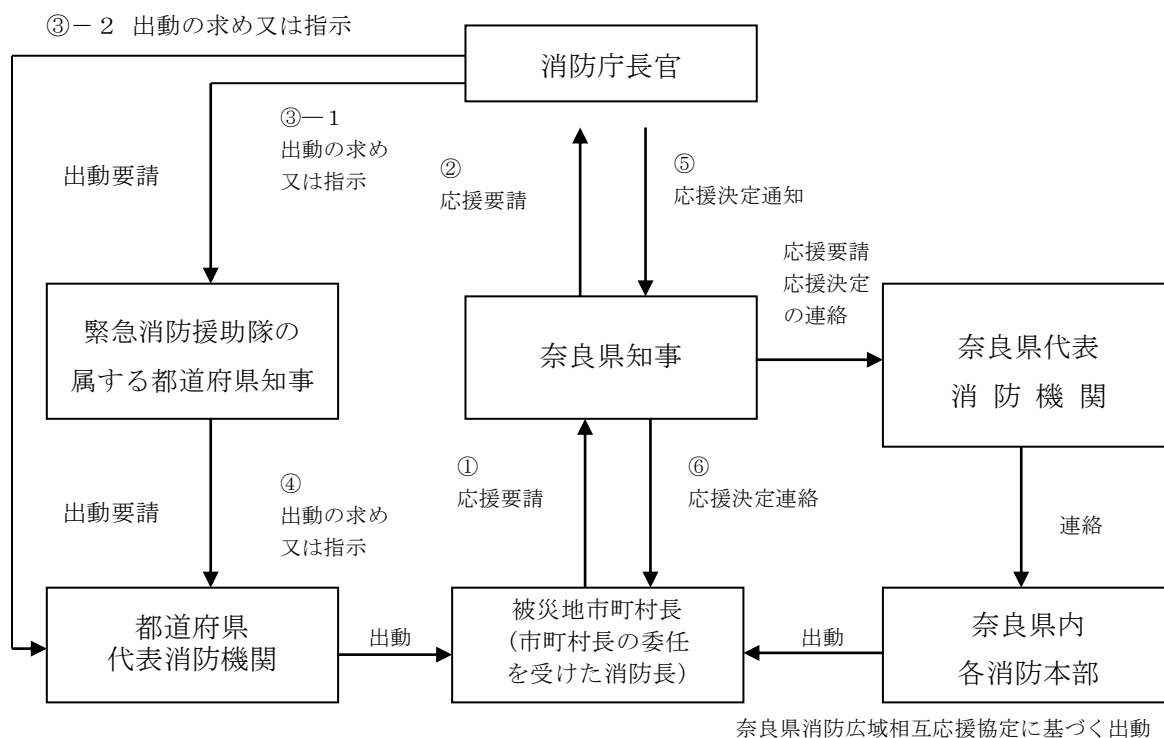 ③－２ 出動の求め又は指示
消防庁長官
③―１
出動の求め
又は指示
出動要請
②
応援要請
⑤
応援決定通知
応援要請
応援決定
の連絡
緊急消防援助隊の
属する都道府県知事
奈良県知事
奈良県代表
消 防 機 関
④
出動の求め
又は指示
出動要請
①
応援要請
⑥
応援決定連絡
連絡
都道府県
代表消防機関
出動
被災地市町村長
(市町村長の委任
を受けた消防長)
出動
奈良県内
各消防本部
奈良県消防広域相互応援協定に基づく出動